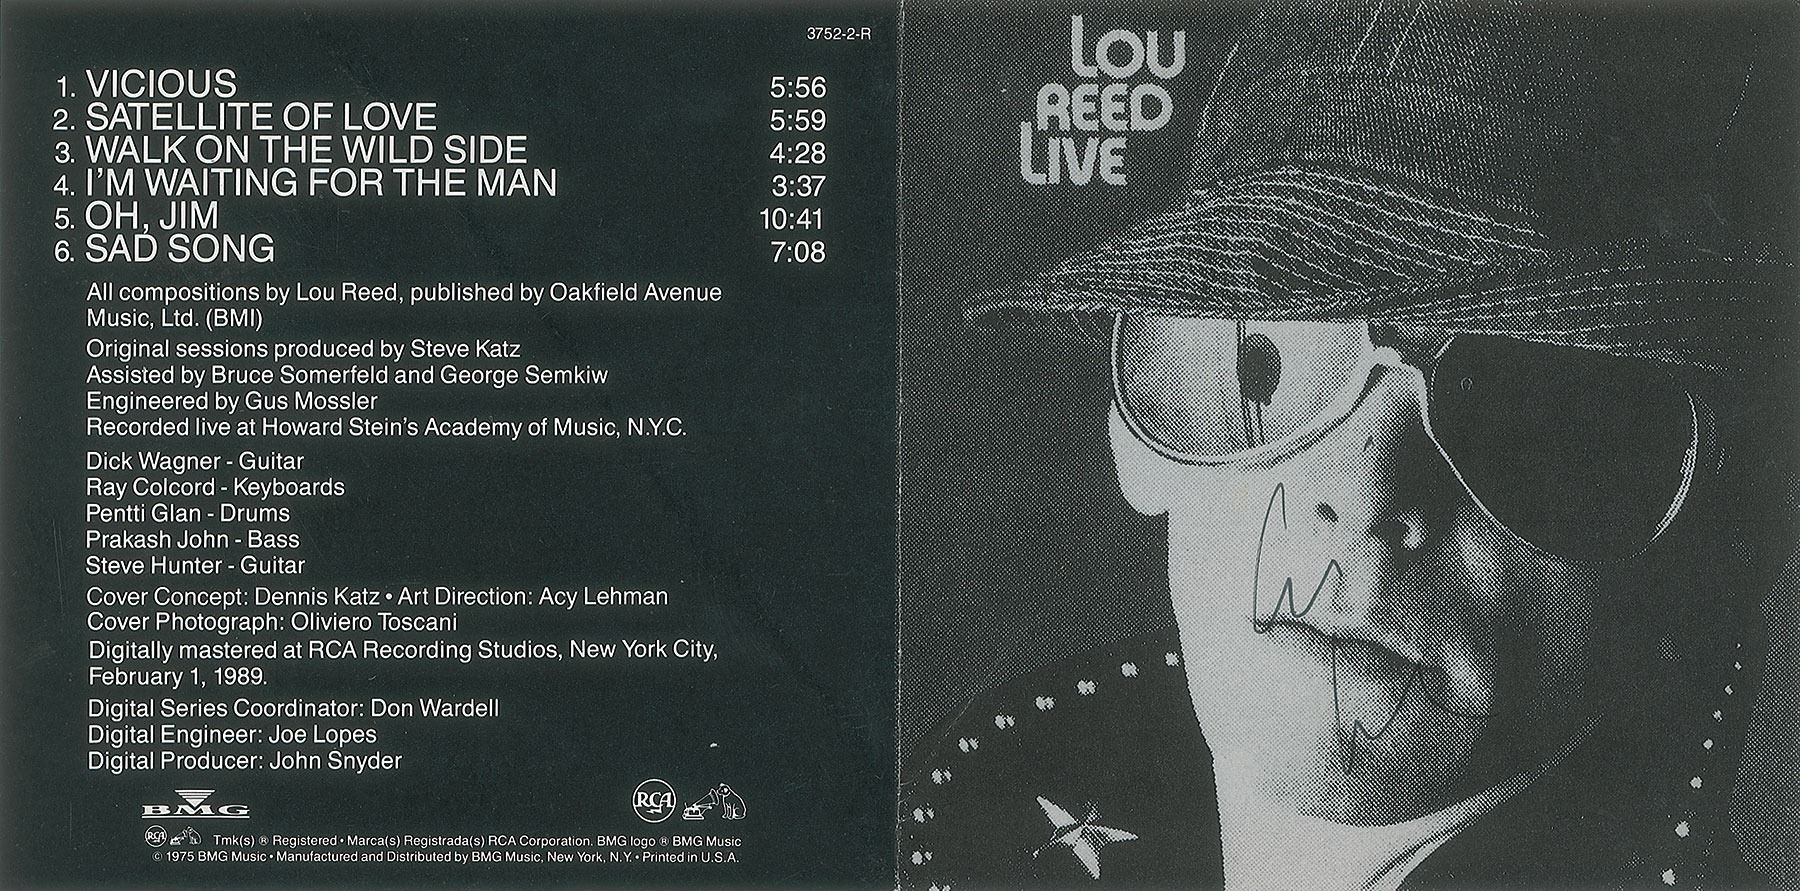 3752-2-R
1. VICIOUS 5:56
2. SATELLITE OF LOVE 5:59
3. WALK ON THE WILD SIDE 4:28
4. I'M WAITING FOR THE MAN 3:37
5. OH, JIM 10:41
6. SAD SONG 7:08
All compositions by Lou Reed, published by Oakfield Avenue
Music, Ltd. (BMI)
Original sessions produced by Steve Katz
Assisted by Bruce Somerfeld and George Semkiw
Engineered by Gus Mossler
Recorded live at Howard Stein's Academy of Music, N.Y.C.
Dick Wagner - Guitar
Ray Colcord - Keyboards
Pentti Glan - Drums
Prakash John - Bass
Steve Hunter - Guitar
Cover Concept: Dennis Katz • Art Direction: Acy Lehman
Cover Photograph: Oliviero Toscani
Digitally mastered at RCA Recording Studios, New York City,
February 1, 1989.
Digital Series Coordinator: Don Wardell
Digital Engineer: Joe Lopes
Digital Producer: John Snyder
BMG RCA
RCA Tmk(s) ® Registered • Marca(s) Registrada(s) RCA Corporation. BMG logo ® BMG Music
© 1975 BMG Music • Manufactured and Distributed by BMG Music, New York, N.Y. • Printed in U.S.A.
LOU
REED
LIVE